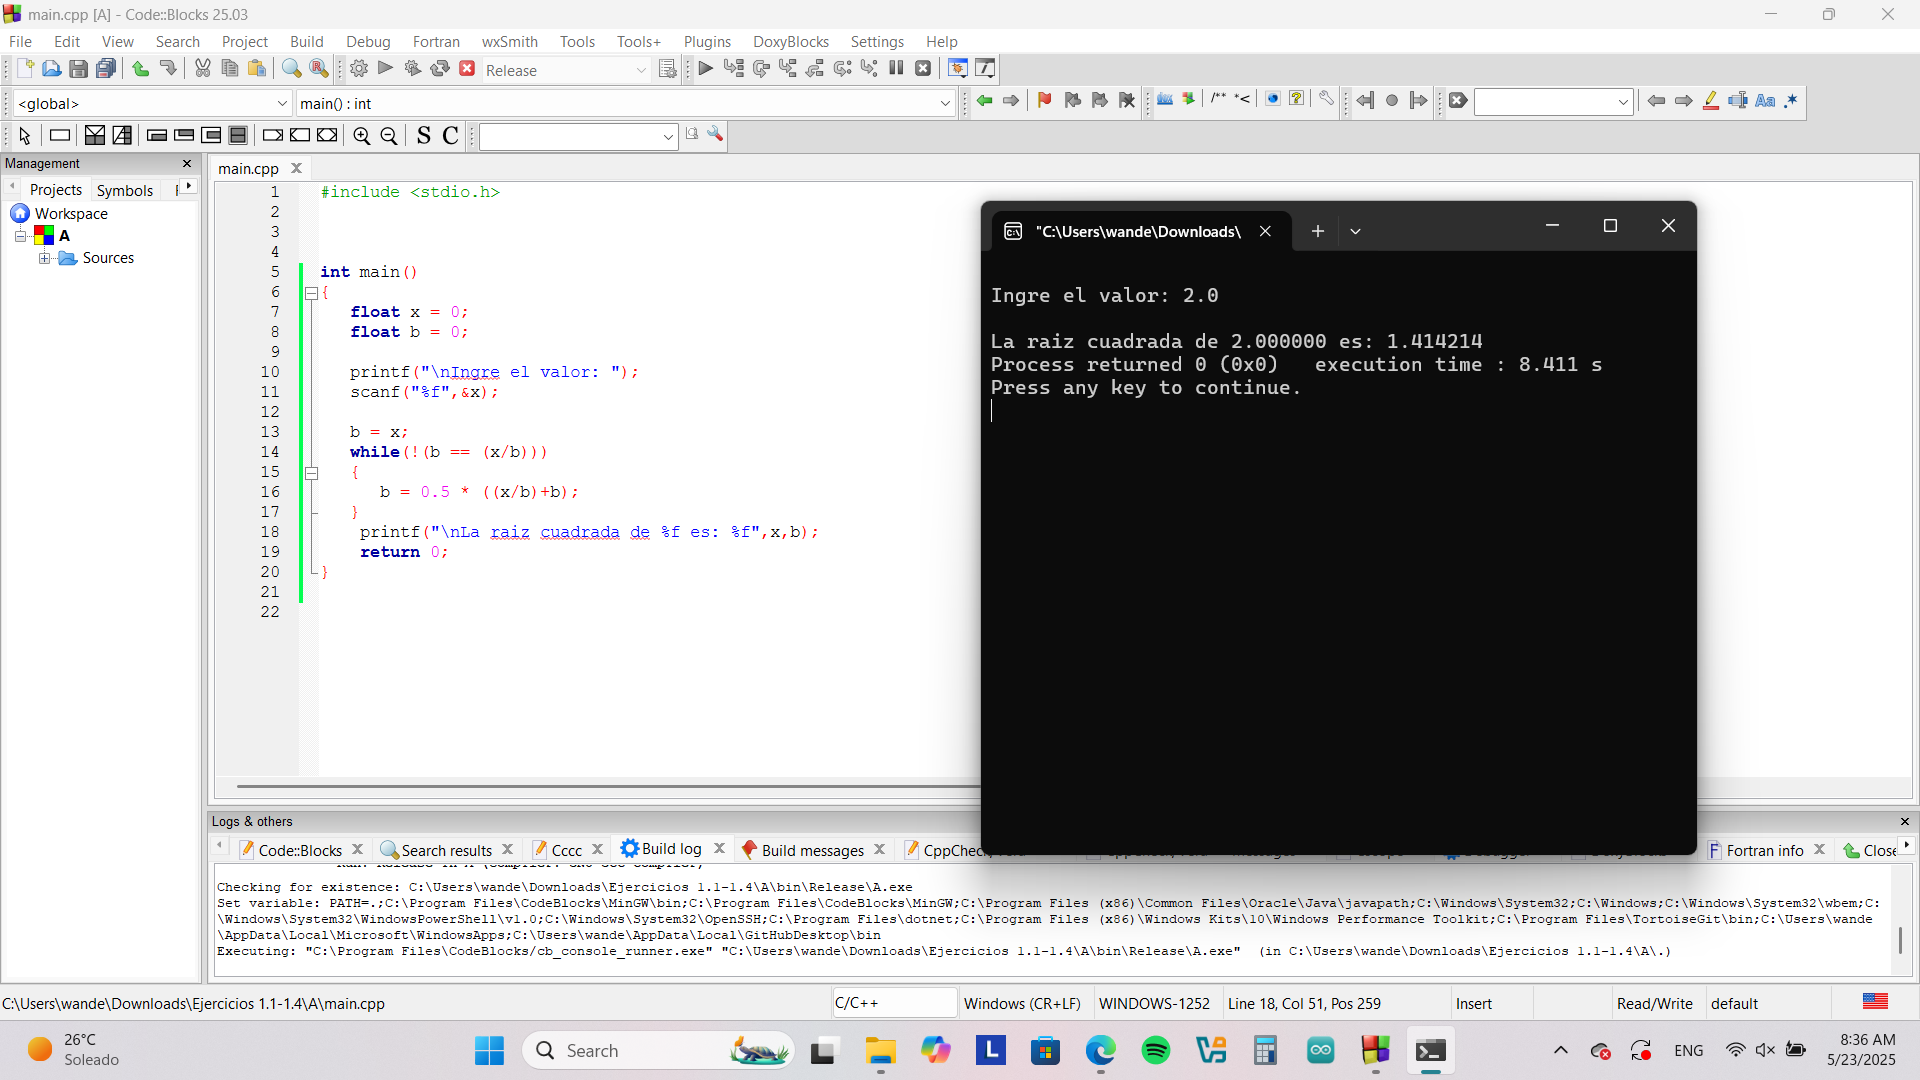 main.cpp [A] - Code::Blocks 25.03
File Edit View Search Project Build Debug Fortran wxSmith Tools Tools+ Plugins DoxyBlocks Settings Help
Release
<global> main() : int
/** *<
Aa .*
S C
Management
Projects Symbols
Workspace
A
Sources
main.cpp
1 #include <stdio.h>
2
3
4
5 int main()
6 {
7 float x = 0;
8 float b = 0;
9
10 printf("\nIngre el valor: ");
11 scanf("%f",&x);
12
13 b = x;
14 while(!(b == (x/b)))
15 {
16 b = 0.5 * ((x/b)+b);
17 }
18 printf("\nLa raiz cuadrada de %f es: %f",x,b);
19 return 0;
20 }
21
22
"C:\Users\wande\Downloads\
Ingre el valor: 2.0
La raiz cuadrada de 2.000000 es: 1.414214
Process returned 0 (0x0) execution time : 8.411 s
Press any key to continue.
Logs & others
Code::Blocks Search results Cccc Build log Build messages Fortran info
Checking for existence: C:\Users\wande\Downloads\Ejercicios 1.1-1.4\A\bin\Release\A.exe
Set variable: PATH=.;C:\Program Files\CodeBlocks\MinGW\bin;C:\Program Files\CodeBlocks\MinGW;C:\Program Files (x86)\Common Files\Oracle\Java\javapath;C:\Windows\System32;C:\Windows;C:\Windows\System32\wbem;C:
\Windows\System32\WindowsPowerShell\v1.0;C:\Windows\System32\OpenSSH;C:\Program Files\dotnet;C:\Program Files (x86)\Windows Kits\10\Windows Performance Toolkit;C:\Program Files\TortoiseGit\bin;C:\Users\wande
\AppData\Local\Microsoft\WindowsApps;C:\Users\wande\AppData\Local\GitHubDesktop\bin
Executing: "C:\Program Files\CodeBlocks/cb_console_runner.exe" "C:\Users\wande\Downloads\Ejercicios 1.1-1.4\A\bin\Release\A.exe" (in C:\Users\wande\Downloads\Ejercicios 1.1-1.4\A\.)
C:\Users\wande\Downloads\Ejercicios 1.1-1.4\A\main.cpp C/C++ Windows (CR+LF) WINDOWS-1252 Line 18, Col 51, Pos 259 Insert Read/Write default
26°C
Soleado
Search
ENG
8:36 AM
5/23/2025